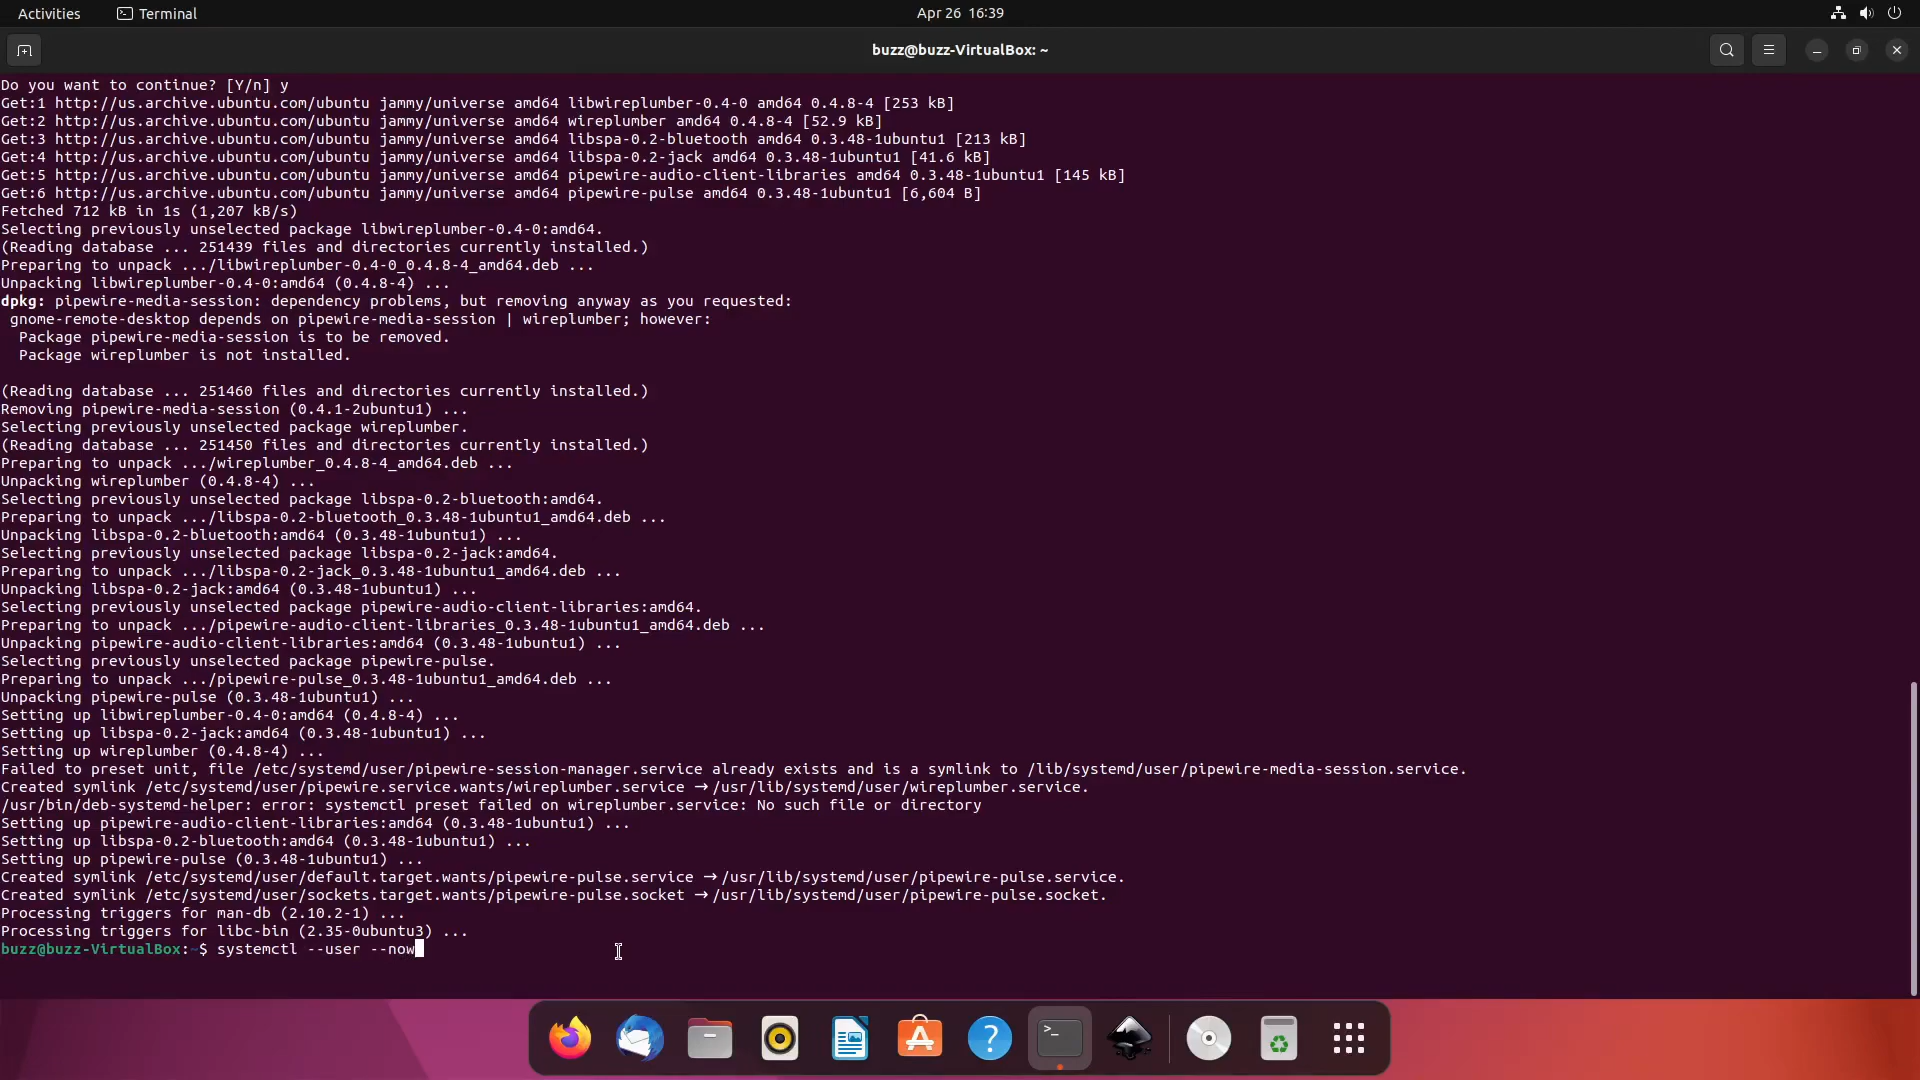 Activities
Terminal
Apr 26 16:39
buzz@buzz-VirtualBox: ~
Do you want to continue? [Y/n] y
Get:1 http://us.archive.ubuntu.com/ubuntu jammy/universe amd64 libwireplumber-0.4-0 amd64 0.4.8-4 [253 kB]
Get:2 http://us.archive.ubuntu.com/ubuntu jammy/universe amd64 wireplumber amd64 0.4.8-4 [52.9 kB]
Get:3 http://us.archive.ubuntu.com/ubuntu jammy/universe amd64 libspa-0.2-bluetooth amd64 0.3.48-1ubuntu1 [213 kB]
Get:4 http://us.archive.ubuntu.com/ubuntu jammy/universe amd64 libspa-0.2-jack amd64 0.3.48-1ubuntu1 [41.6 kB]
Get:5 http://us.archive.ubuntu.com/ubuntu jammy/universe amd64 pipewire-audio-client-libraries amd64 0.3.48-1ubuntu1 [145 kB]
Get:6 http://us.archive.ubuntu.com/ubuntu jammy/universe amd64 pipewire-pulse amd64 0.3.48-1ubuntu1 [6,604 B]
Fetched 712 kB in 1s (1,207 kB/s)
Selecting previously unselected package libwireplumber-0.4-0:amd64.
(Reading database ... 251439 files and directories currently installed.)
Preparing to unpack .../libwireplumber-0.4-0_0.4.8-4_amd64.deb ...
Unpacking libwireplumber-0.4-0:amd64 (0.4.8-4) ...
dpkg: pipewire-media-session: dependency problems, but removing anyway as you requested:
 gnome-remote-desktop depends on pipewire-media-session | wireplumber; however:
  Package pipewire-media-session is to be removed.
  Package wireplumber is not installed.
(Reading database ... 251460 files and directories currently installed.)
Removing pipewire-media-session (0.4.1-2ubuntu1) ...
Selecting previously unselected package wireplumber.
(Reading database ... 251450 files and directories currently installed.)
Preparing to unpack .../wireplumber_0.4.8-4_amd64.deb ...
Unpacking wireplumber (0.4.8-4) ...
Selecting previously unselected package libspa-0.2-bluetooth:amd64.
Preparing to unpack .../libspa-0.2-bluetooth_0.3.48-1ubuntu1_amd64.deb ...
Unpacking libspa-0.2-bluetooth:amd64 (0.3.48-1ubuntu1) ...
Selecting previously unselected package libspa-0.2-jack:amd64.
Preparing to unpack .../libspa-0.2-jack_0.3.48-1ubuntu1_amd64.deb ...
Unpacking libspa-0.2-jack:amd64 (0.3.48-1ubuntu1) ...
Selecting previously unselected package pipewire-audio-client-libraries:amd64.
Preparing to unpack .../pipewire-audio-client-libraries_0.3.48-1ubuntu1_amd64.deb ...
Unpacking pipewire-audio-client-libraries:amd64 (0.3.48-1ubuntu1) ...
Selecting previously unselected package pipewire-pulse.
Preparing to unpack .../pipewire-pulse_0.3.48-1ubuntu1_amd64.deb ...
Unpacking pipewire-pulse (0.3.48-1ubuntu1) ...
Setting up libwireplumber-0.4-0:amd64 (0.4.8-4) ...
Setting up libspa-0.2-jack:amd64 (0.3.48-1ubuntu1) ...
Setting up wireplumber (0.4.8-4) ...
Failed to preset unit, file /etc/systemd/user/pipewire-session-manager.service already exists and is a symlink to /lib/systemd/user/pipewire-media-session.service.
Created symlink /etc/systemd/user/pipewire.service.wants/wireplumber.service → /usr/lib/systemd/user/wireplumber.service.
/usr/bin/deb-systemd-helper: error: systemctl preset failed on wireplumber.service: No such file or directory
Setting up pipewire-audio-client-libraries:amd64 (0.3.48-1ubuntu1) ...
Setting up libspa-0.2-bluetooth:amd64 (0.3.48-1ubuntu1) ...
Setting up pipewire-pulse (0.3.48-1ubuntu1) ...
Created symlink /etc/systemd/user/default.target.wants/pipewire-pulse.service → /usr/lib/systemd/user/pipewire-pulse.service.
Created symlink /etc/systemd/user/sockets.target.wants/pipewire-pulse.socket → /usr/lib/systemd/user/pipewire-pulse.socket.
Processing triggers for man-db (2.10.2-1) ...
Processing triggers for libc-bin (2.35-0ubuntu3) ...
buzz@buzz-VirtualBox:~$ systemctl --user --now